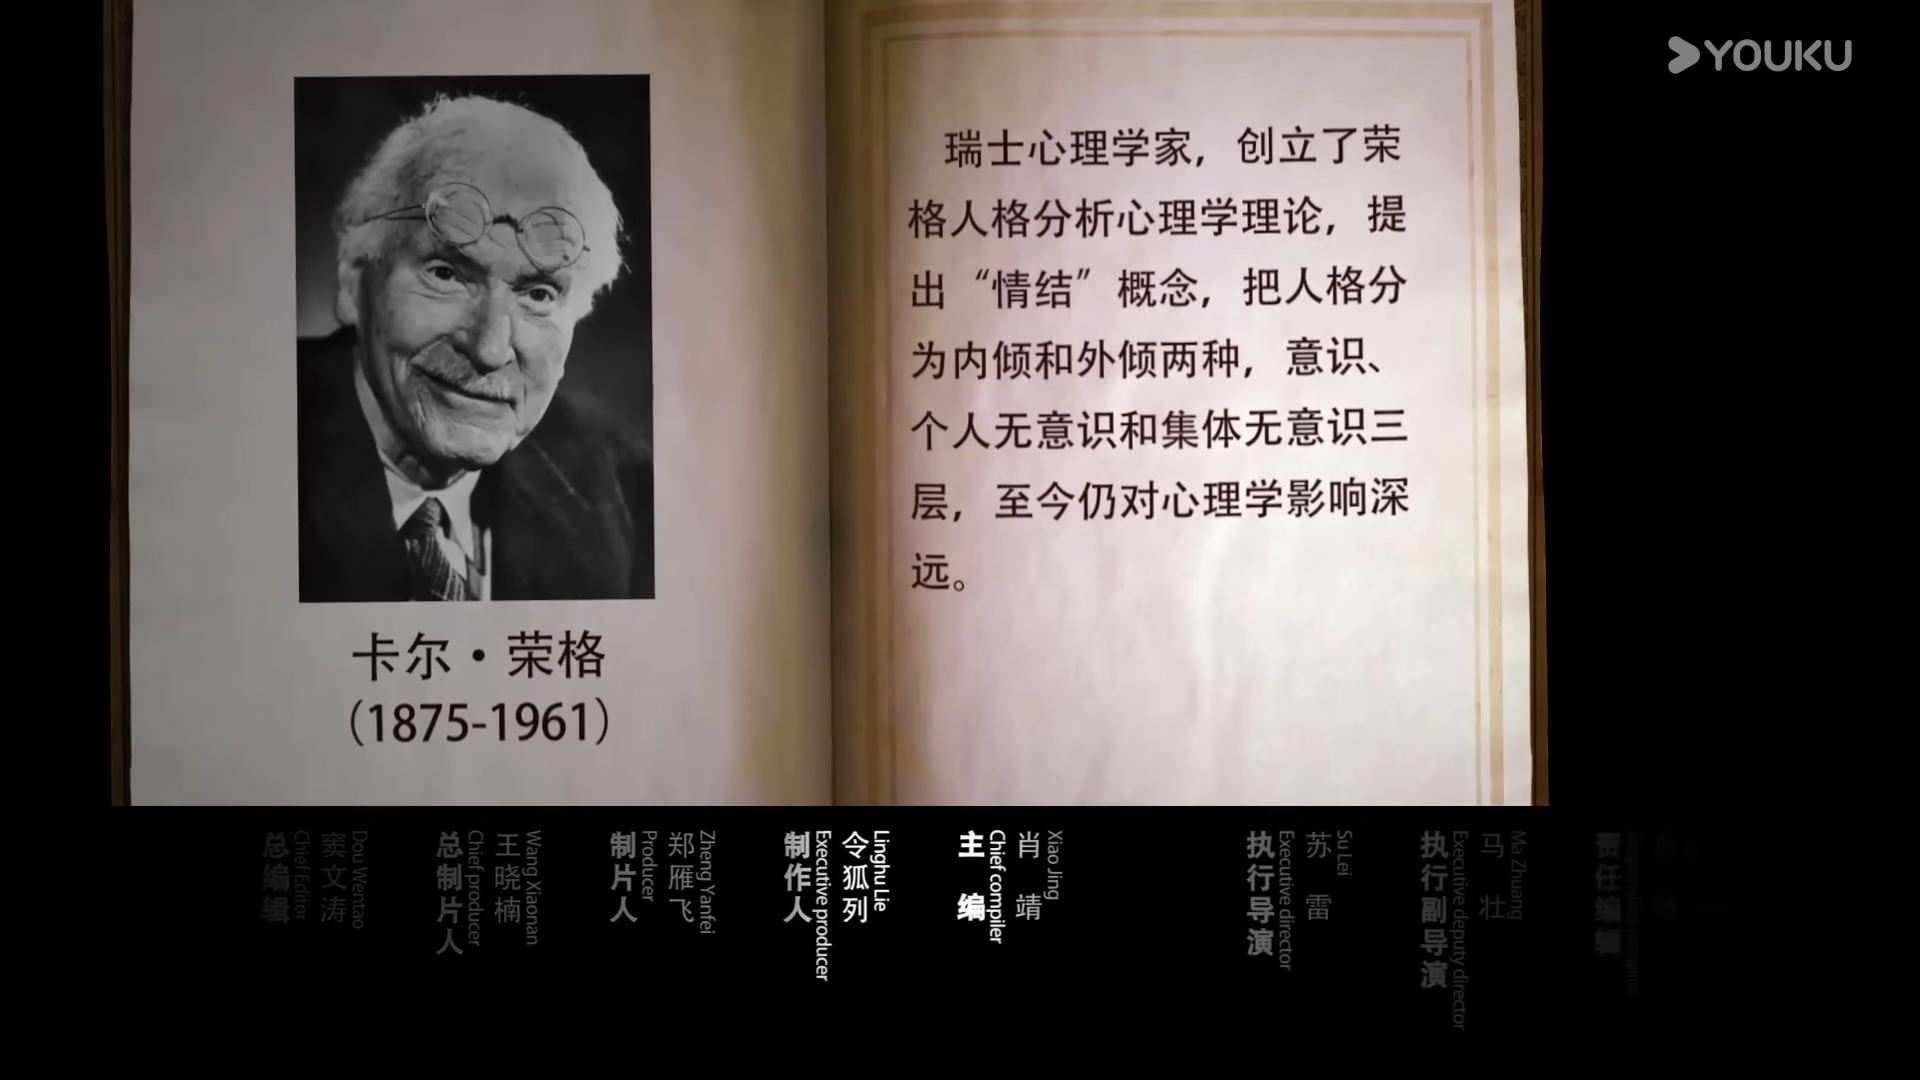 YOUKU
瑞士心理学家，创立了荣
格人格分析心理学理论，提
出“情结”概念，把人格分
为内倾和外倾两种，意识、
个人无意识和集体无意识三
层，至今仍对心理学影响深
远。
卡尔·荣格
（1875-1961）
总编辑
Chief Editor
窦文涛
Dou Wentao
总制片人
Chief producer
王晓楠
Wang Xiaonan
制片人
Producer
郑雁飞
Zheng Yanfei
制作人
Executive producer
令狐列
Linghu Lie
主编
Chief compiler
肖靖
Xiao Jing
执行导演
Executive director
苏雷
Su Lei
执行副导演
Executive deputy director
马壮
Ma Zhuang
责任编辑